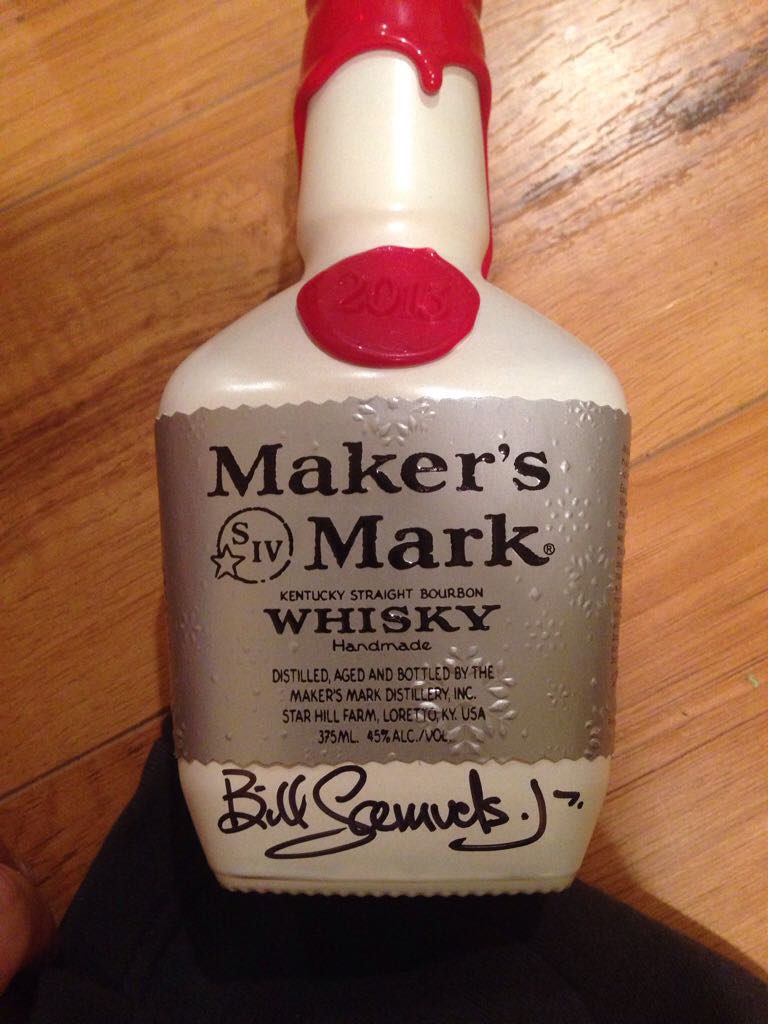 2013
Maker's
S IV Mark®
KENTUCKY STRAIGHT BOURBON
WHISKY
Handmade
DISTILLED, AGED AND BOTTLED BY THE
MAKER'S MARK DISTILLERY, INC.
STAR HILL FARM, LORETTO, KY. USA
375ML. 45% ALC./VOL.
Bill Samuels. Jr.